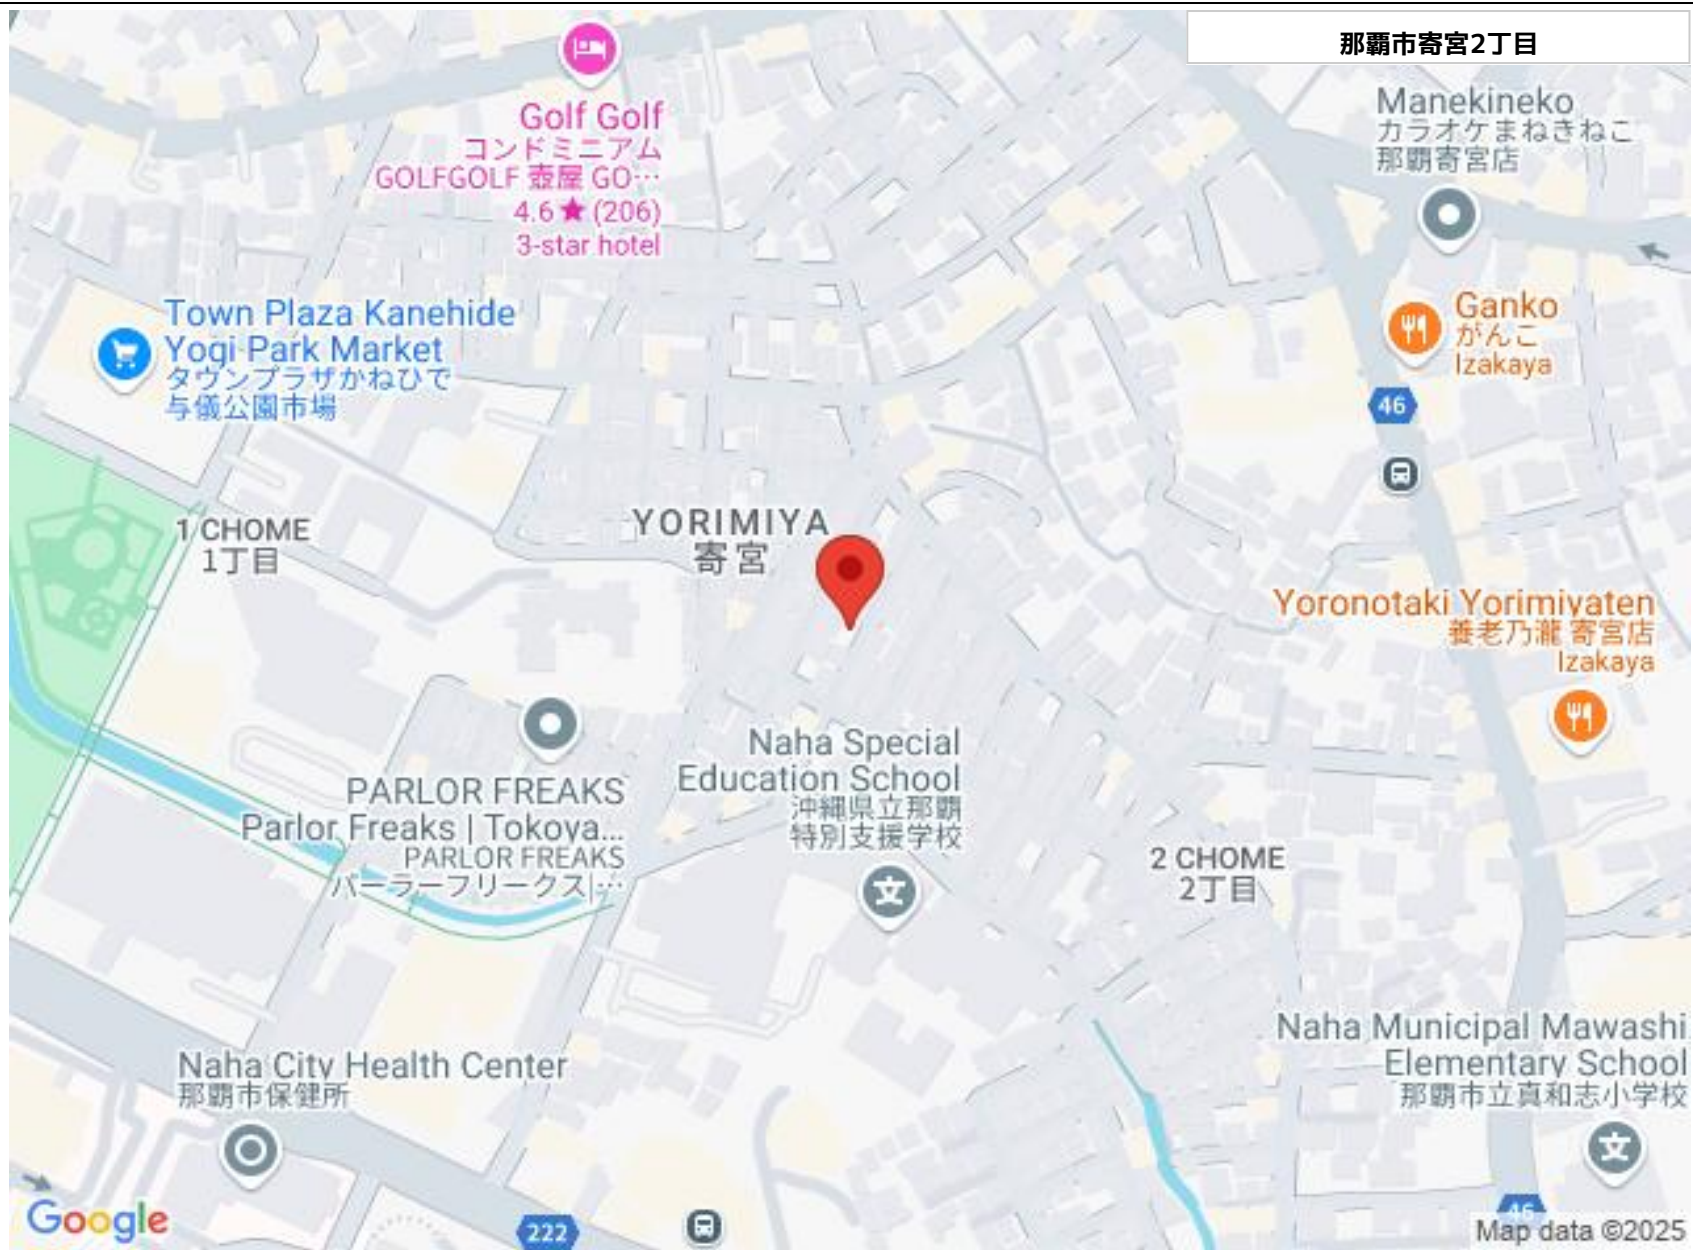 那覇市寄宮2丁目
Golf Golf
コンドミニアム
GOLFGOLF 壺屋 GO…
4.6★ (206)
3-star hotel
Manekineko
カラオケまねきねこ
那覇寄宮店
Town Plaza Kanehide
Yogi Park Market
タウンプラザかねひで
与儀公園市場
Ganko
がんこ
Izakaya
46
1 CHOME
1丁目
YORIMIYA
寄宮
Yoronotaki Yorimiyaten
養老乃瀧 寄宮店
Izakaya
PARLOR FREAKS
Parlor Freaks | Tokoya...
PARLOR FREAKS
パーラーフリークス|…
Naha Special
Education School
沖縄県立那覇
特別支援学校
文
2 CHOME
2丁目
Naha City Health Center
那覇市保健所
Naha Municipal Mawashi
Elementary School
那覇市立真和志小学校
文
Google
222
46
Map data ©2025